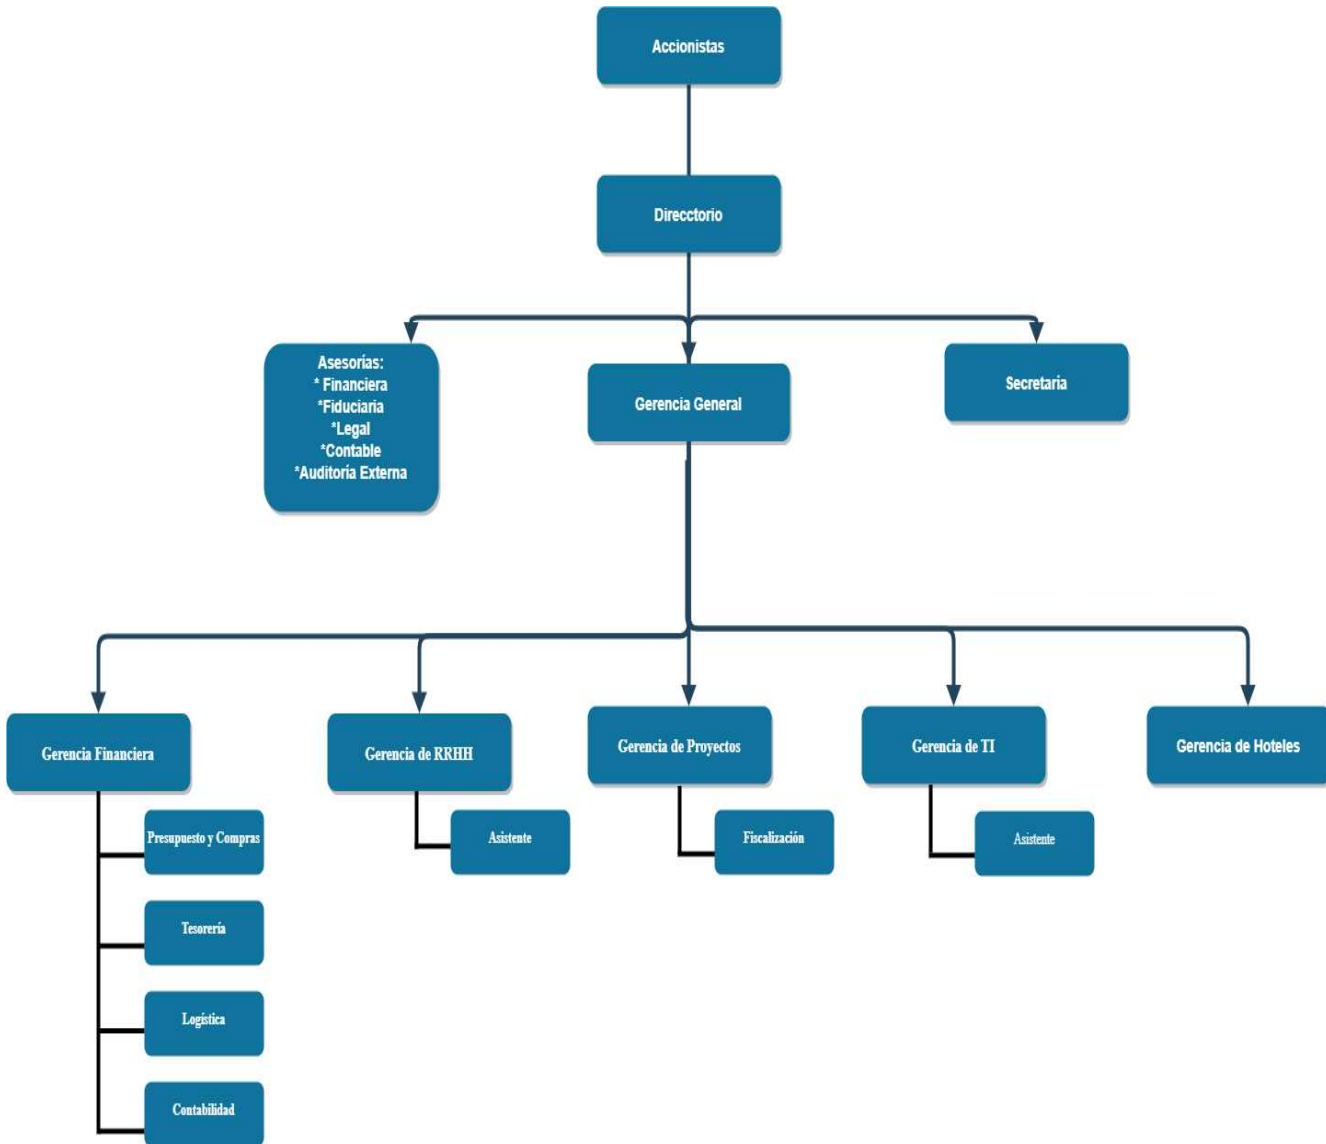 Accionistas
Direcctorio
Asesorías:
* Financiera
*Fiduciaria
*Legal
*Contable
*Auditoría Externa
Gerencia General
Secretaria
Gerencia Financiera
Gerencia de RRHH
Gerencia de Proyectos
Gerencia de TI
Gerencia de Hoteles
Presupuesto y Compras
Asistente
Fiscalización
Asistente
Tesorería
Logística
Contabilidad